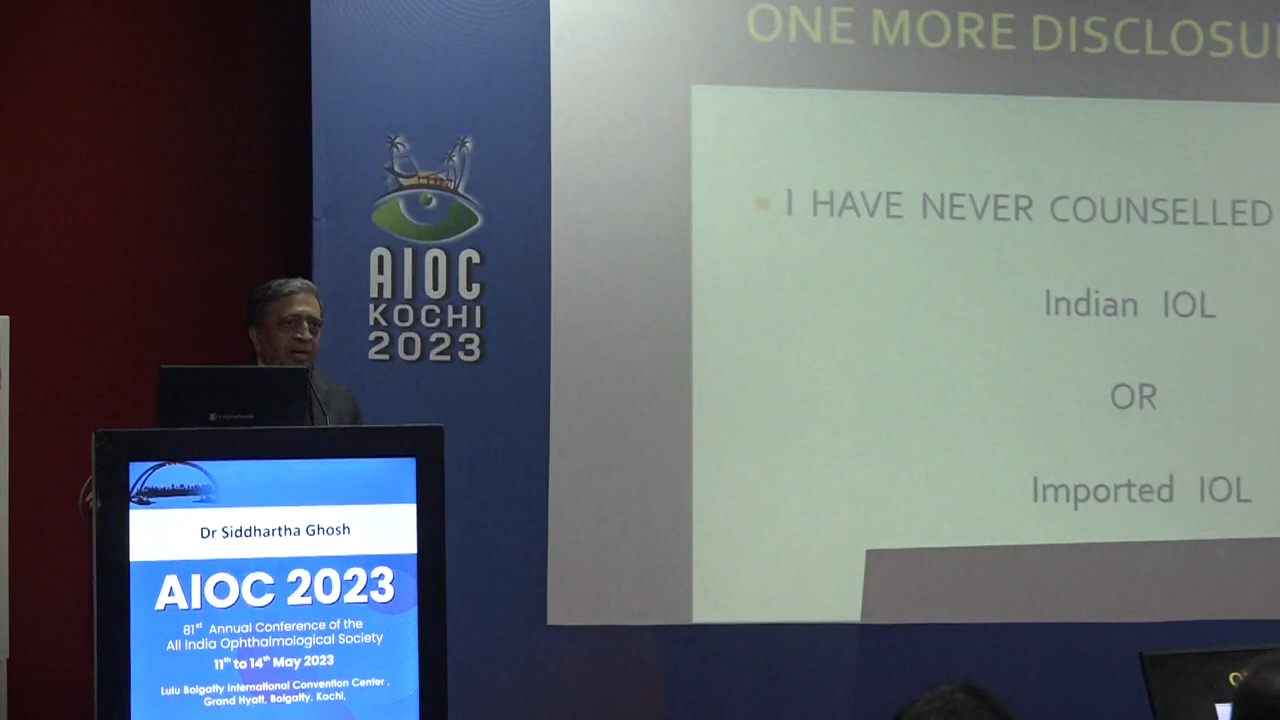 ONE MORE DISCLOSU
I HAVE NEVER COUNSELLED
Indian IOL
OR
Imported IOL
AIOC
KOCHI
2023
Dr Siddhartha Ghosh
AIOC 2023
81st Annual Conference of the
All India Ophthalmological Society
11th to 14th May 2023
Lulu Bolgatty International Convention Center,
Grand Hyatt, Bolgatty, Kochi,